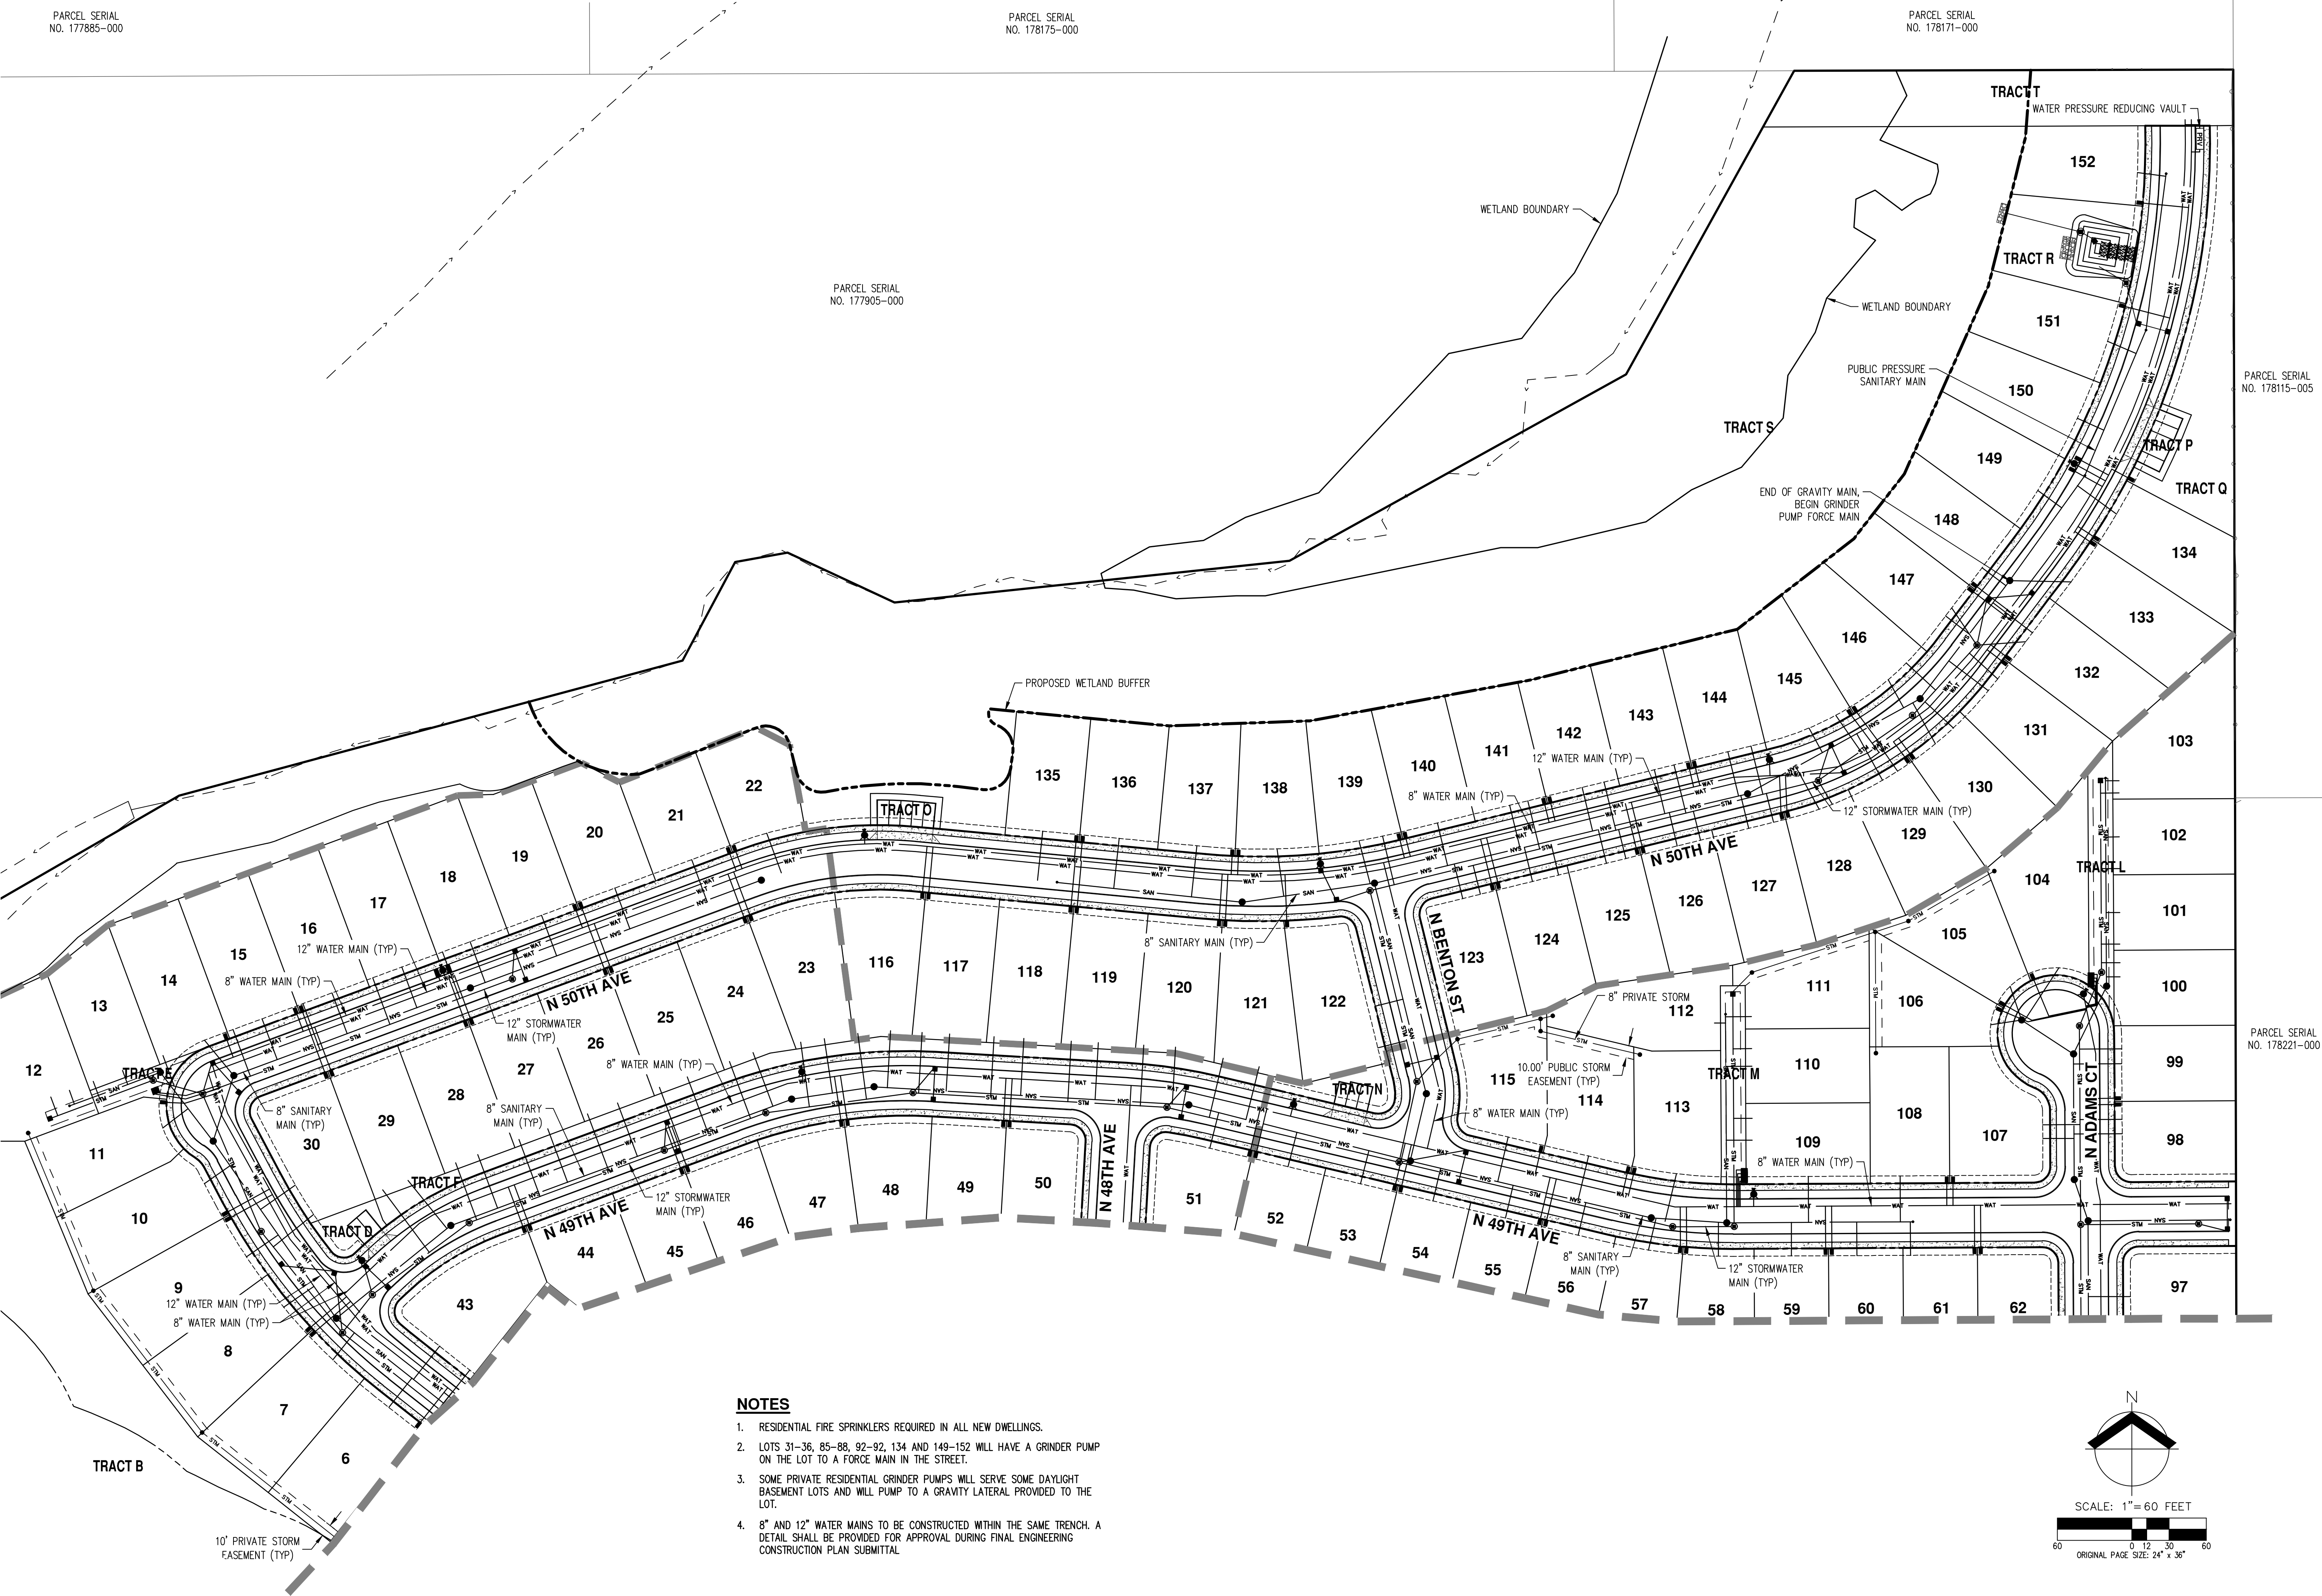 PARCEL SERIAL
NO. 177885-000
PARCEL SERIAL
NO. 178175-000
PARCEL SERIAL
NO. 178171-000
TRACT T
WATER PRESSURE REDUCING VAULT
PRV
152
WETLAND BOUNDARY
TRACT R
PARCEL SERIAL
NO. 177905-000
WETLAND BOUNDARY
151
PUBLIC PRESSURE
SANITARY MAIN
150
PARCEL SERIAL
NO. 178115-005
TRACT S
TRACT P
149
TRACT Q
END OF GRAVITY MAIN,
BEGIN GRINDER
PUMP FORCE MAIN
148
134
147
133
146
132
PROPOSED WETLAND BUFFER
145
144
143
142
141
140
139
138
137
136
135
131
103
130
12" WATER MAIN (TYP)
8" WATER MAIN (TYP)
12" STORMWATER MAIN (TYP)
22
21
20
19
18
17
16
15
14
13
12
TRACT O
129
102
N 50TH AVE
128
TRACT L
104
127
126
125
124
123
101
105
12" WATER MAIN (TYP)
8" WATER MAIN (TYP)
8" SANITARY MAIN (TYP)
N BENTON ST
23
116
117
118
119
120
121
122
24
25
26
27
28
29
30
N 50TH AVE
12" STORMWATER
MAIN (TYP)
111
106
100
8" PRIVATE STORM
112
PARCEL SERIAL
NO. 178221-000
TRACT E
8" WATER MAIN (TYP)
115
10.00' PUBLIC STORM
EASEMENT (TYP)
110
TRACT M
99
TRACT N
114
113
108
8" SANITARY
MAIN (TYP)
8" SANITARY
MAIN (TYP)
8" WATER MAIN (TYP)
109
107
98
N ADAMS CT
11
8" WATER MAIN (TYP)
TRACT F
N 48TH AVE
12" STORMWATER
MAIN (TYP)
10
TRACT D
N 49TH AVE
47
48
49
50
51
46
45
44
N 49TH AVE
52
53
54
55
56
57
58
59
60
61
62
97
8" SANITARY
MAIN (TYP)
12" STORMWATER
MAIN (TYP)
9
12" WATER MAIN (TYP)
8" WATER MAIN (TYP)
43
8
7
6
TRACT B
10' PRIVATE STORM
EASEMENT (TYP)
NOTES
1. RESIDENTIAL FIRE SPRINKLERS REQUIRED IN ALL NEW DWELLINGS.
2. LOTS 31-36, 85-88, 92-92, 134 AND 149-152 WILL HAVE A GRINDER PUMP
ON THE LOT TO A FORCE MAIN IN THE STREET.
3. SOME PRIVATE RESIDENTIAL GRINDER PUMPS WILL SERVE SOME DAYLIGHT
BASEMENT LOTS AND WILL PUMP TO A GRAVITY LATERAL PROVIDED TO THE
LOT.
4. 8" AND 12" WATER MAINS TO BE CONSTRUCTED WITHIN THE SAME TRENCH. A
DETAIL SHALL BE PROVIDED FOR APPROVAL DURING FINAL ENGINEERING
CONSTRUCTION PLAN SUBMITTAL
N
SCALE: 1"=60 FEET
60 0 12 30 60
ORIGINAL PAGE SIZE: 24" x 36"